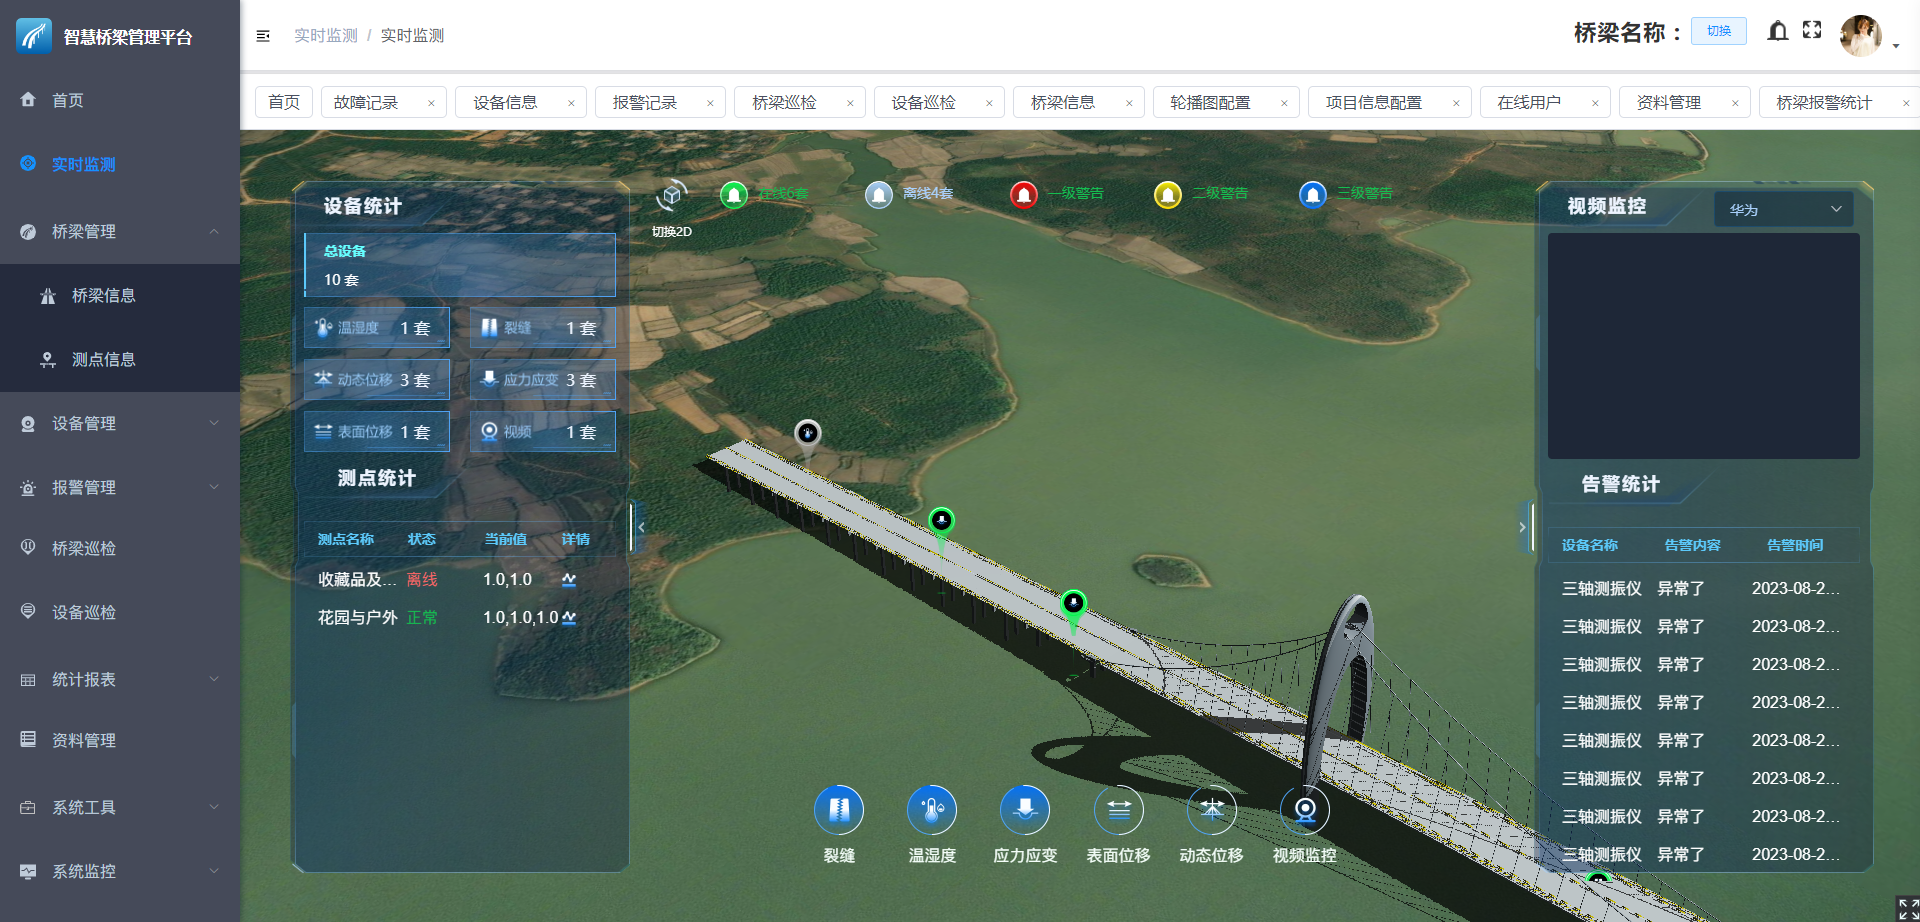 智慧桥梁管理平台
首页
实时监测
桥梁管理
桥梁信息
测点信息
设备管理
报警管理
桥梁巡检
设备巡检
统计报表
资料管理
系统工具
系统监控
实时监测 / 实时监测
桥梁名称：
切换
首页
故障记录 ×
设备信息 ×
报警记录 ×
桥梁巡检 ×
设备巡检 ×
桥梁信息 ×
轮播图配置 ×
项目信息配置 ×
在线用户 ×
资料管理 ×
桥梁报警统计 ×
设备统计
总设备
10 套
温湿度 1 套
裂缝 1 套
动态位移 3 套
应力应变 3 套
表面位移 1 套
视频 1 套
测点统计
测点名称 状态 当前值 详情
收藏品及... 离线 1.0,1.0
花园与户外 正常 1.0,1.0,1.0
切换2D
在线6套
离线4套
一级警告
二级警告
三级警告
裂缝
温湿度
应力应变
表面位移
动态位移
视频监控
视频监控
华为
告警统计
设备名称 告警内容 告警时间
三轴测振仪 异常了 2023-08-2...
三轴测振仪 异常了 2023-08-2...
三轴测振仪 异常了 2023-08-2...
三轴测振仪 异常了 2023-08-2...
三轴测振仪 异常了 2023-08-2...
三轴测振仪 异常了 2023-08-2...
三轴测振仪 异常了 2023-08-2...
三轴测振仪 异常了 2023-08-2...